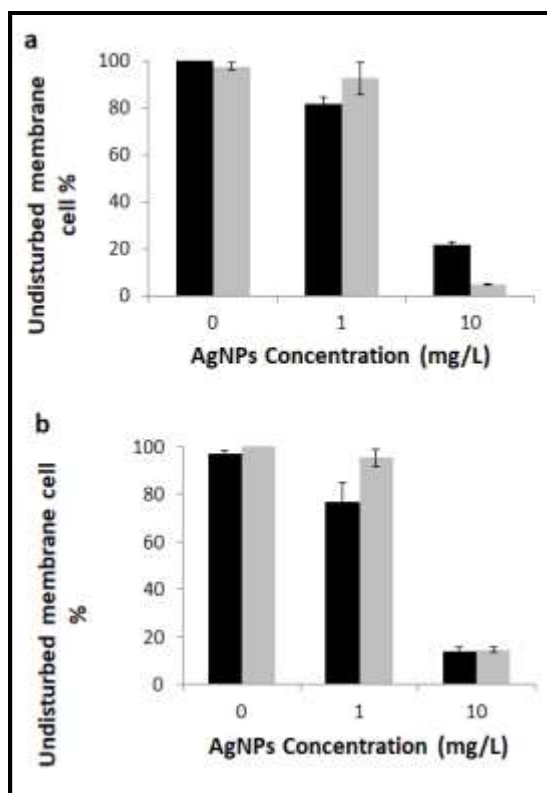 a
Undisturbed membrane
cell %
100
80
60
40
20
0
0 1 10
AgNPs Concentration (mg/L)
b
Undisturbed membrane cell
%
100
80
60
40
20
0
0 1 10
AgNPs Concentration (mg/L)